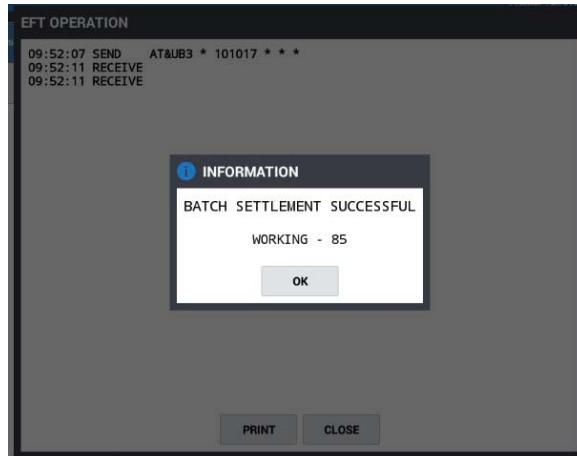 EFT OPERATION
09:52:07 SEND AT&UB3 * 101017 * * *
09:52:11 RECEIVE
09:52:11 RECEIVE
INFORMATION
BATCH SETTLEMENT SUCCESSFUL
WORKING - 85
OK
PRINT CLOSE